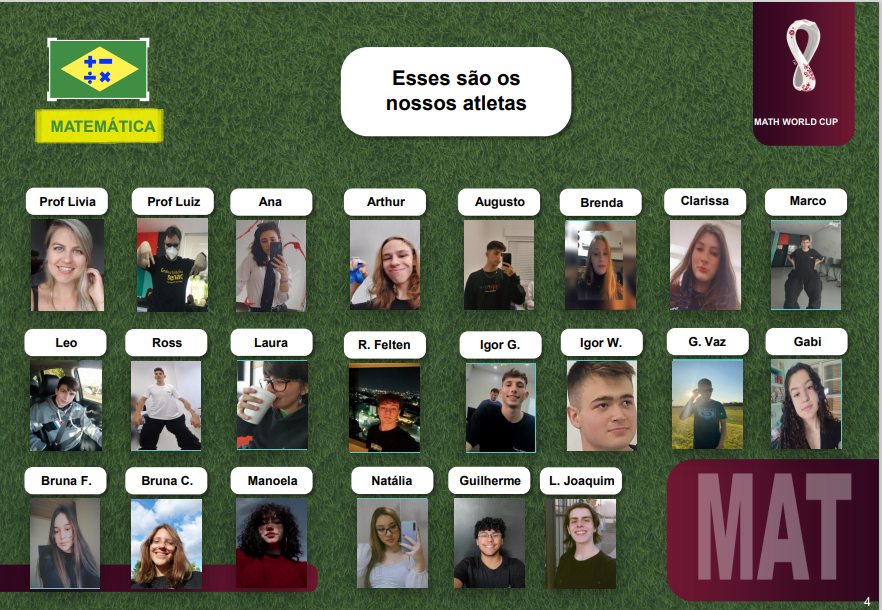 MATEMÁTICA
Esses são os
nossos atletas
MATH WORLD CUP
Prof Livia
Prof Luiz
Ana
Arthur
Augusto
Brenda
Clarissa
Marco
Leo
Ross
Laura
R. Felten
Igor G.
Igor W.
G. Vaz
Gabi
Bruna F.
Bruna C.
Manoela
Natália
Guilherme
L. Joaquim
MAT
4